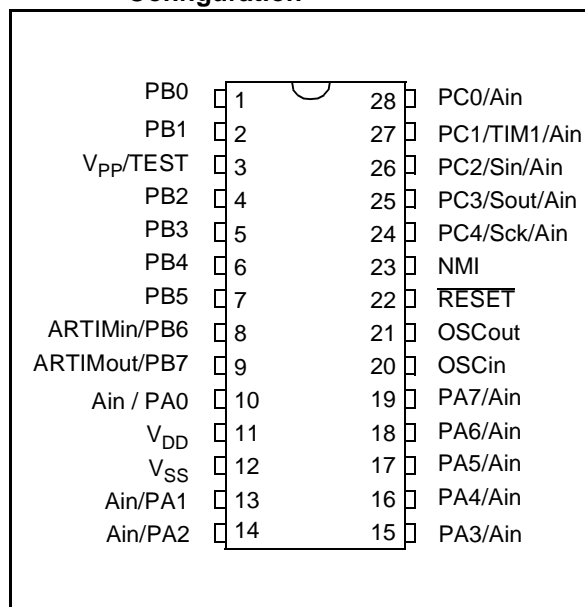 Configuration
PB0 1 28 PC0/Ain
PB1 2 27 PC1/TIM1/Ain
VPP/TEST 3 26 PC2/Sin/Ain
PB2 4 25 PC3/Sout/Ain
PB3 5 24 PC4/Sck/Ain
PB4 6 23 NMI
PB5 7 22 RESET
ARTIMin/PB6 8 21 OSCout
ARTIMout/PB7 9 20 OSCin
Ain / PA0 10 19 PA7/Ain
VDD 11 18 PA6/Ain
VSS 12 17 PA5/Ain
Ain/PA1 13 16 PA4/Ain
Ain/PA2 14 15 PA3/Ain